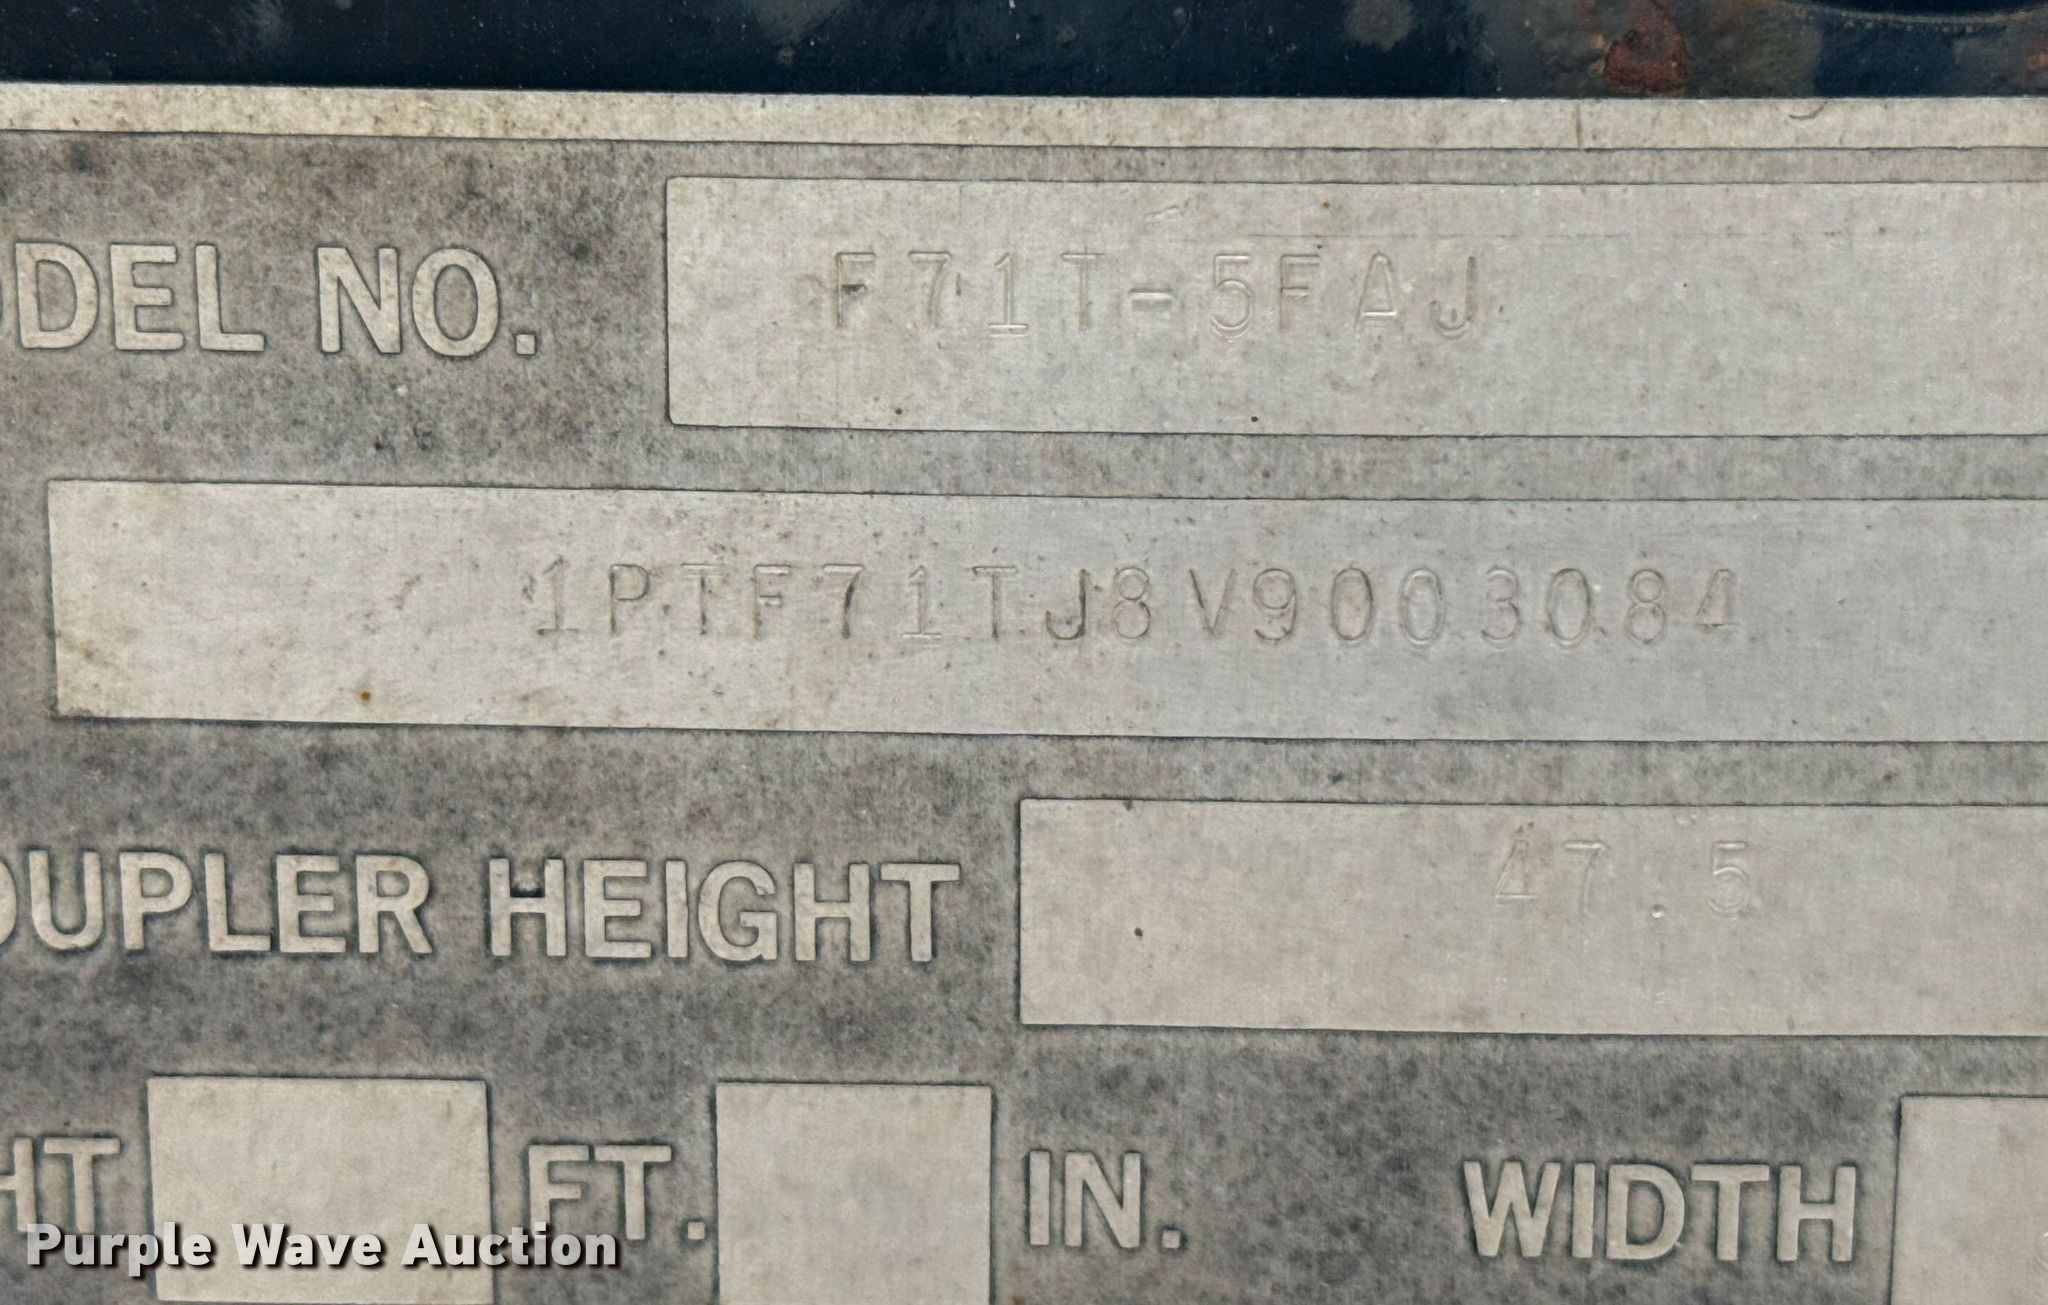 ODEL NO. F71T-5FAJ
1PTF71TJ8V9003084
OUPLER HEIGHT 47.5
HT FT. IN. WIDTH
Purple Wave Auction